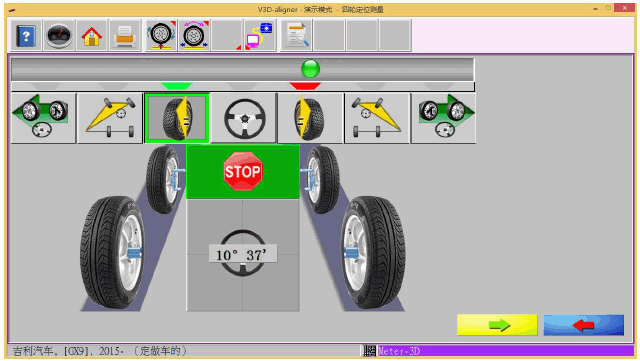 V3D-aligner - 演示模式 - 四轮定位测量
STOP
10° 37'
吉利汽车, [GX9], 2015- (定做车的)
Meter-3D